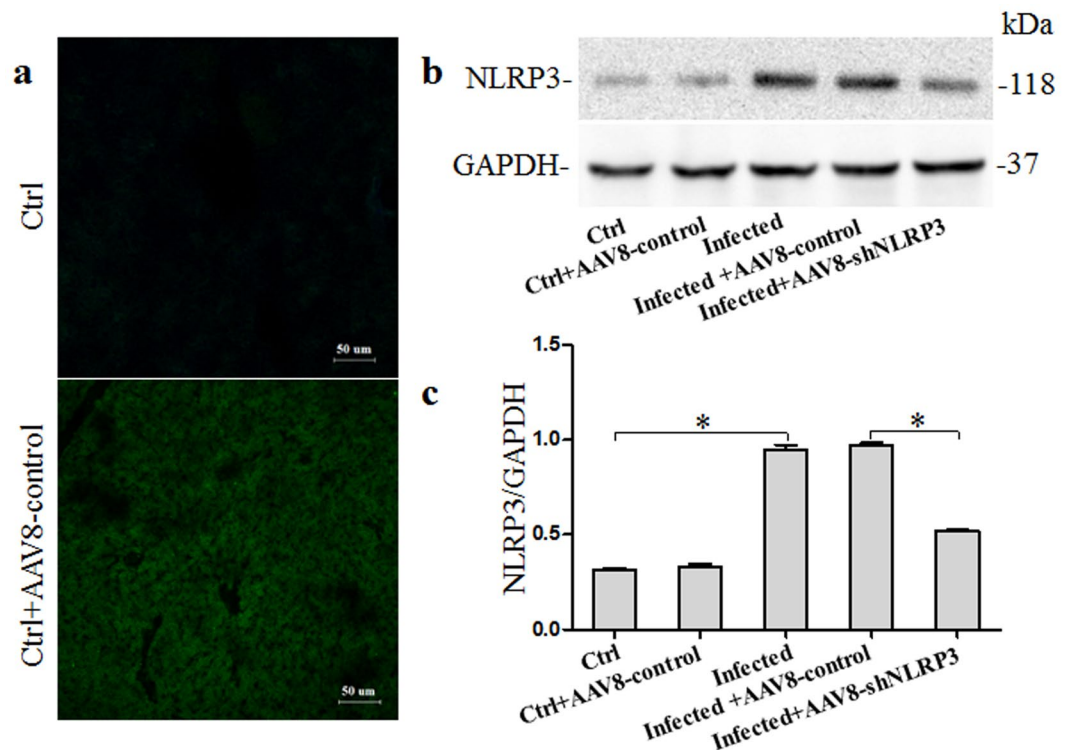 a
Ctrl
50 um
Ctrl+AAV8-control
50 um
b
kDa
NLRP3-
-118
GAPDH-
-37
Ctrl
Ctrl+AAV8-control
Infected
Infected +AAV8-control
Infected+AAV8-shNLRP3
c
NLRP3/GAPDH
1.5
1.0
0.5
0.0
*
*
Ctrl
Ctrl+AAV8-control
Infected
Infected +AAV8-control
Infected+AAV8-shNLRP3